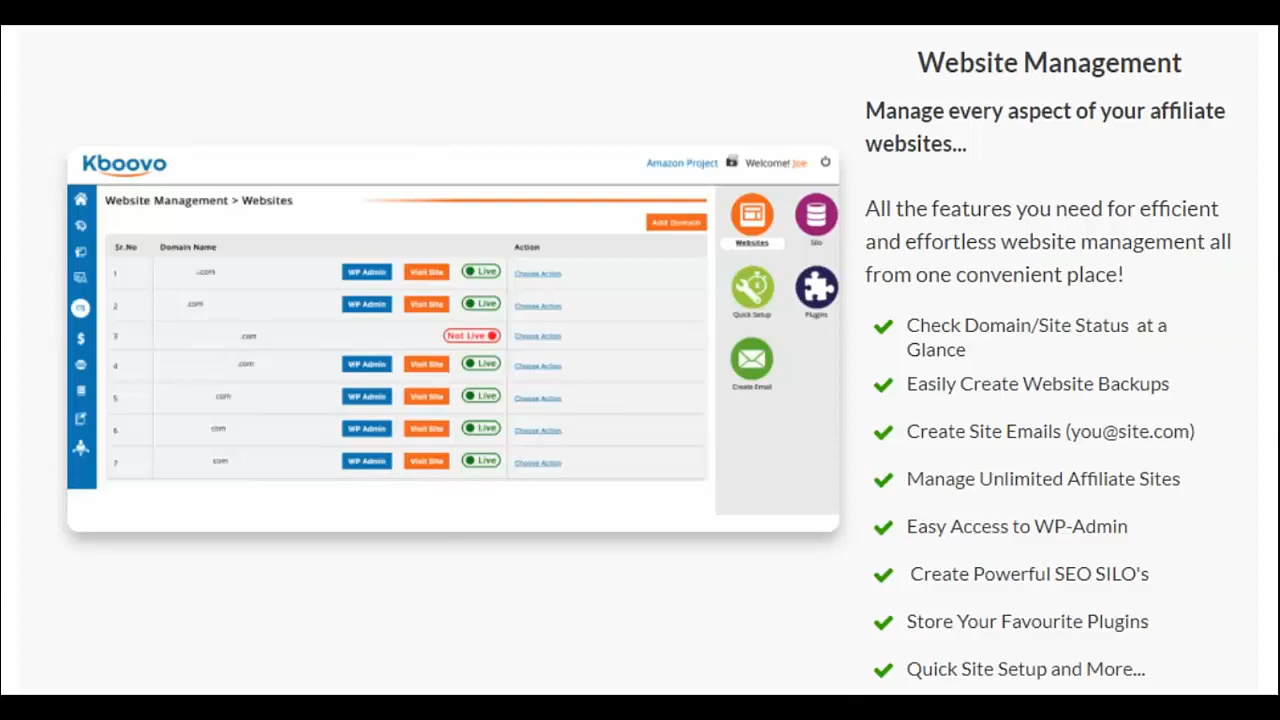 Website Management
Manage every aspect of your affiliate
websites...
All the features you need for efficient
and effortless website management all
from one convenient place!
Check Domain/Site Status at a
Glance
Easily Create Website Backups
Create Site Emails (you@site.com)
Manage Unlimited Affiliate Sites
Easy Access to WP-Admin
Create Powerful SEO SILO's
Store Your Favourite Plugins
Quick Site Setup and More...
Kboovo
Amazon Project Welcome! Joe
Website Management > Websites
Add Domain
Sr.No Domain Name Action
1 .com WP Admin Visit Site Live Choose Action
2 .com WP Admin Visit Site Live Choose Action
3 .com Not Live Choose Action
4 .com WP Admin Visit Site Live Choose Action
5 com WP Admin Visit Site Live Choose Action
6 com WP Admin Visit Site Live Choose Action
7 com WP Admin Visit Site Live Choose Action
Websites Silo
Quick Setup Plugins
Create Email